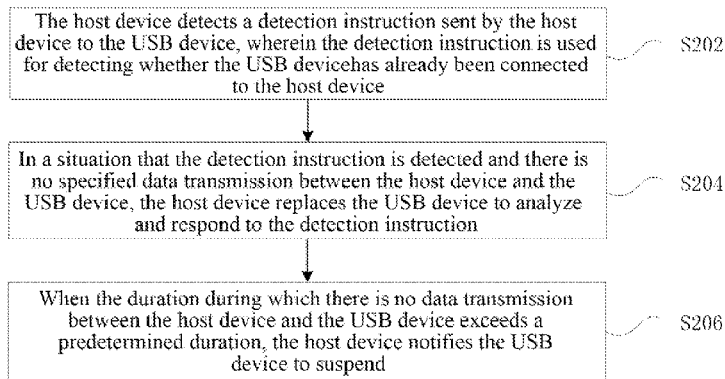 The host device detects a detection instruction sent by the host
device to the USB device, wherein the detection instruction is used
for detecting whether the USB devicehas already been connected
to the host device
S202
In a situation that the detection instruction is detected and there is
no specified data transmission between the host device and the
USB device, the host device replaces the USB device to analyze
and respond to the detection instruction
S204
When the duration during which there is no data transmission
between the host device and the USB device exceeds a
predetermined duration, the host device notifies the USB
device to suspend
S206